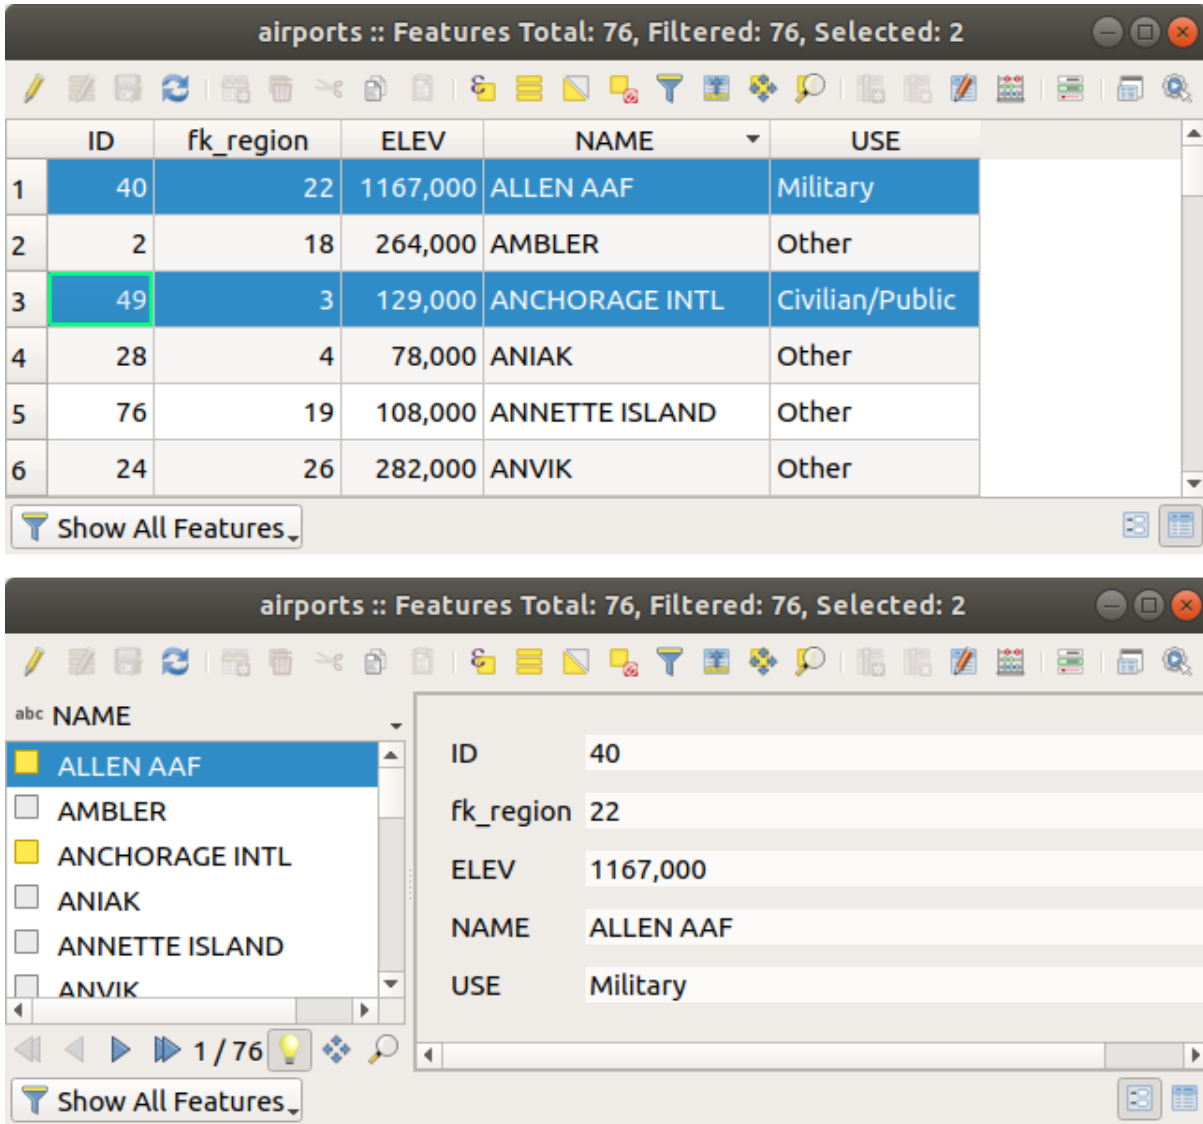 airports :: Features Total: 76, Filtered: 76, Selected: 2
ID fk_region ELEV NAME USE
1 40 22 1167,000 ALLEN AAF Military
2 2 18 264,000 AMBLER Other
3 49 3 129,000 ANCHORAGE INTL Civilian/Public
4 28 4 78,000 ANIAK Other
5 76 19 108,000 ANNETTE ISLAND Other
6 24 26 282,000 ANVIK Other
Show All Features
airports :: Features Total: 76, Filtered: 76, Selected: 2
abc NAME
ALLEN AAF
AMBLER
ANCHORAGE INTL
ANIAK
ANNETTE ISLAND
ANVIK
1 / 76
ID 40
fk_region 22
ELEV 1167,000
NAME ALLEN AAF
USE Military
Show All Features